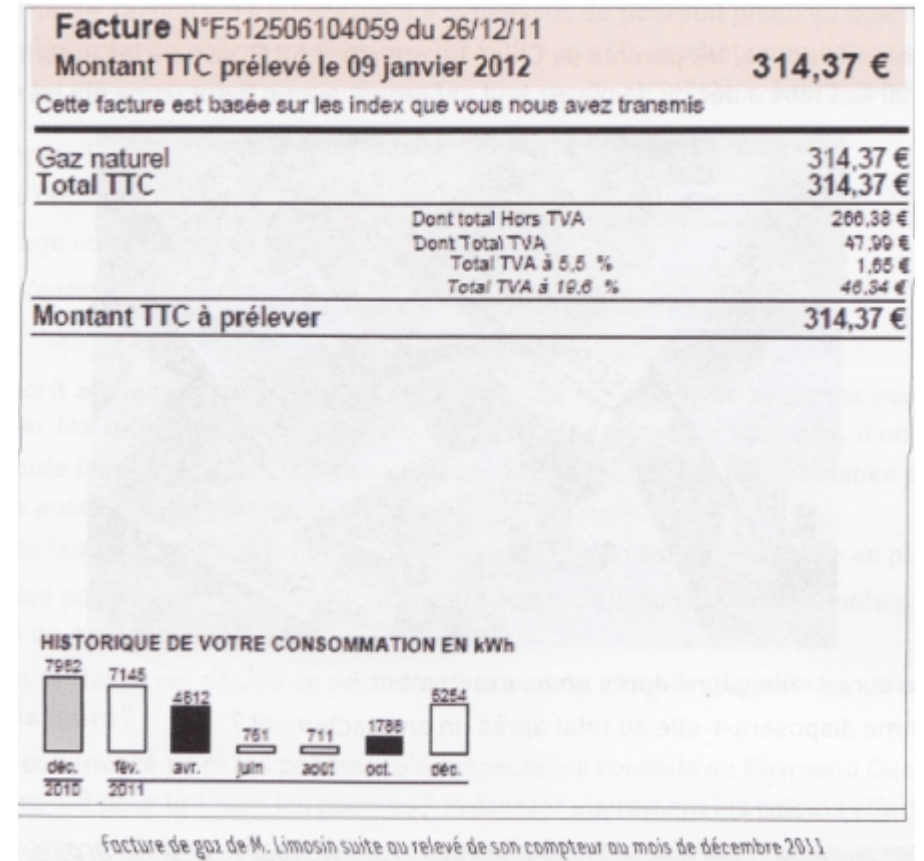 Facture N°F512506104059 du 26/12/11
Montant TTC prélevé le 09 janvier 2012 314,37 €
Cette facture est basée sur les index que vous nous avez transmis
Gaz naturel 314,37 €
Total TTC 314,37 €
Dont total Hors TVA 266,38 €
Dont Total TVA 47,99 €
Total TVA à 5,5 % 1,65 €
Total TVA à 19,6 % 46,34 €
Montant TTC à prélever 314,37 €
HISTORIQUE DE VOTRE CONSOMMATION EN kWh
7982 7145 4612 761 711 1766 5254
déc. fév. avr. juin août oct. déc.
2010 2011
Facture de gaz de M. Limosin suite au relevé de son compteur au mois de décembre 2011